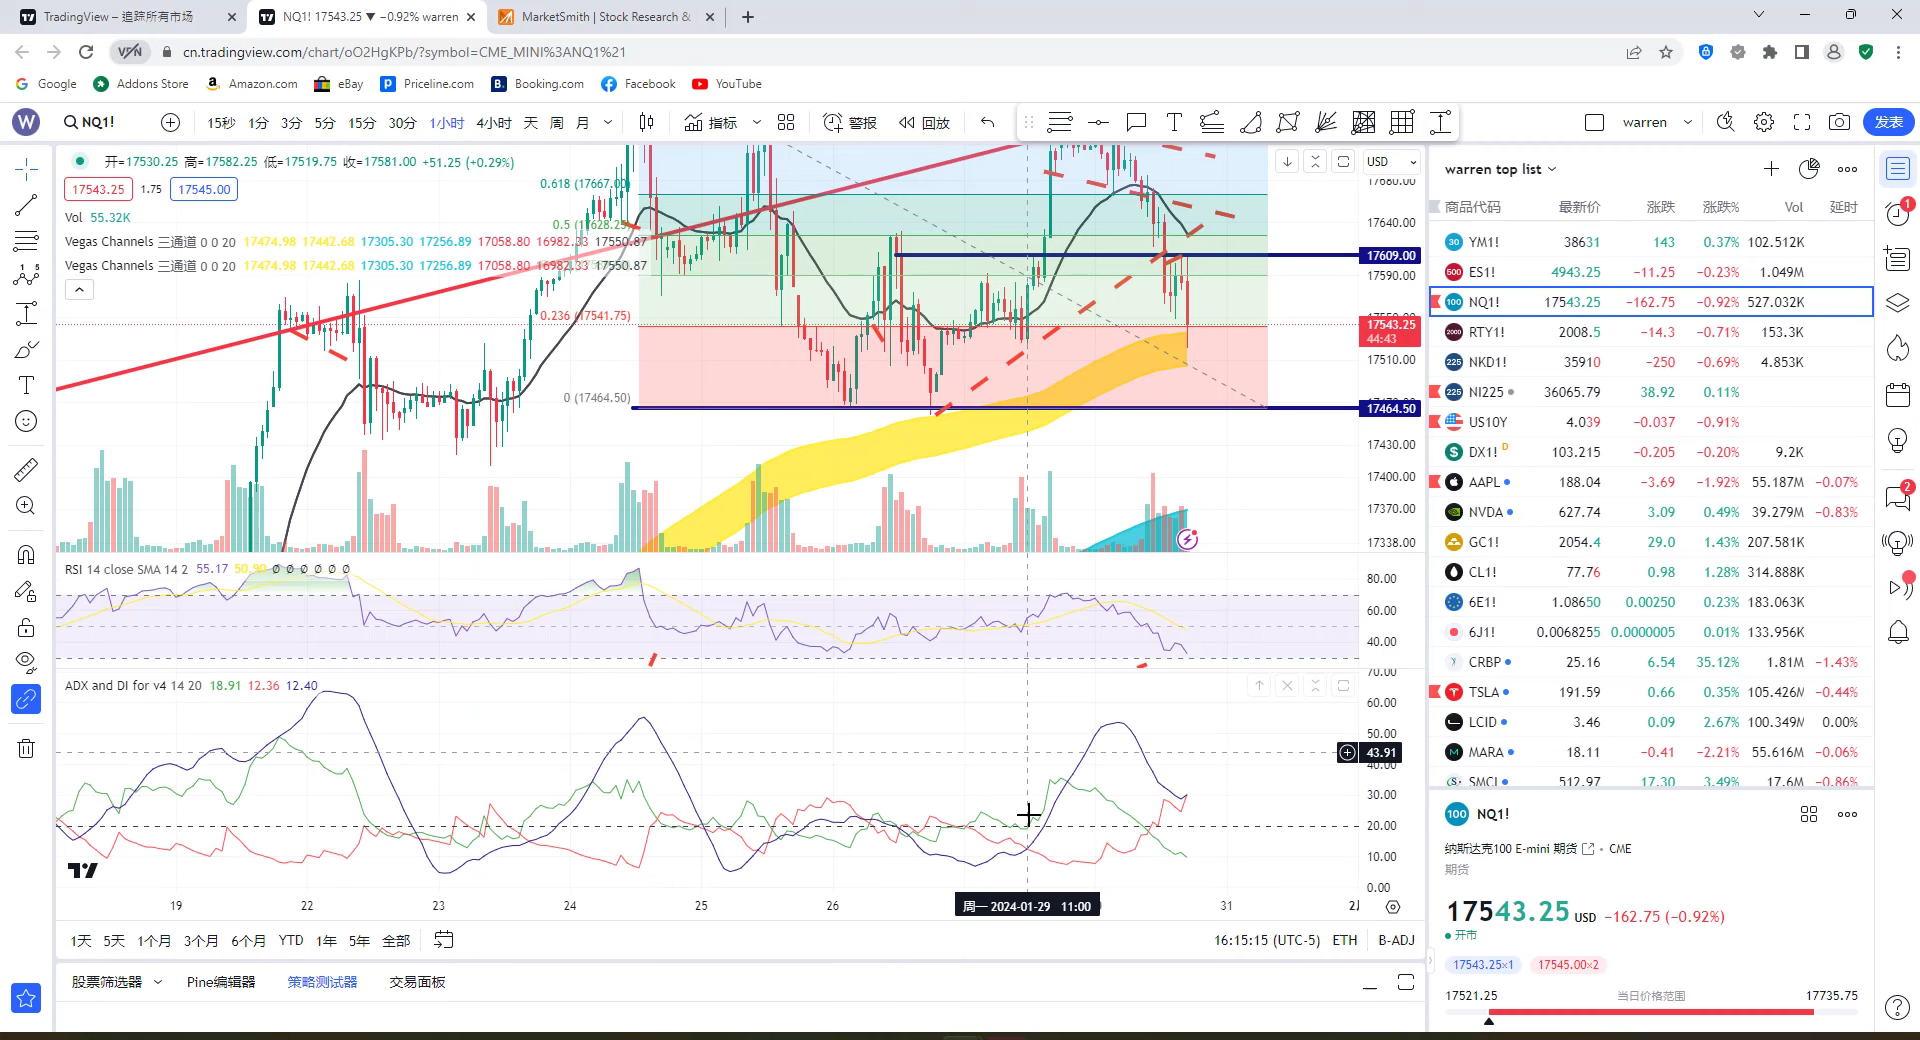 TradingView – 追踪所有市场
NQ1! 17543.25 ▼ −0.92% warren
MarketSmith | Stock Research &
VPN
cn.tradingview.com/chart/oO2HgKPb/?symbol=CME_MINI%3ANQ1%21
Google Addons Store Amazon.com eBay Priceline.com Booking.com Facebook YouTube
W NQ1! 15秒 1分 3分 5分 15分 30分 1小时 4小时 天 周 月 指标 警报 回放 warren 发表
开=17530.25 高=17582.25 低=17519.75 收=17581.00 +51.25 (+0.29%)
17543.25 1.75 17545.00
Vol 55.32K
Vegas Channels 三通道 0 0 20 17474.98 17442.68 17305.30 17256.89 17058.80 16982.33 17550.87
Vegas Channels 三通道 0 0 20 17474.98 17442.68 17305.30 17256.89 17058.80 16982.33 17550.87
0.618 (17667.00)
0.5 (17628.25)
0.236 (17541.75)
0 (17464.50)
USD
17680.00
17640.00
17609.00
17590.00
17543.25
44:43
17510.00
17464.50
17430.00
17400.00
17370.00
17338.00
RSI 14 close SMA 14 2 55.17 50.90 ∅ ∅ ∅ ∅ ∅ ∅
80.00
60.00
40.00
ADX and DI for v4 14 20 18.91 12.36 12.40
70.00
60.00
50.00
43.91
40.00
30.00
20.00
10.00
0.00
19 22 23 24 25 26 周一 2024-01-29 11:00 31
1天 5天 1个月 3个月 6个月 YTD 1年 5年 全部
16:15:15 (UTC-5) ETH B-ADJ
股票筛选器 Pine编辑器 策略测试器 交易面板
warren top list
商品代码 最新价 涨跌 涨跌% Vol 延时
30 YM1! 38631 143 0.37% 102.512K
500 ES1! 4943.25 −11.25 −0.23% 1.049M
100 NQ1! 17543.25 −162.75 −0.92% 527.032K
2000 RTY1! 2008.5 −14.3 −0.71% 153.3K
225 NKD1! 35910 −250 −0.69% 4.853K
225 NI225 36065.79 38.92 0.11%
US10Y 4.039 −0.037 −0.91%
DX1! D 103.215 −0.205 −0.20% 9.2K
AAPL 188.04 −3.69 −1.92% 55.187M −0.07%
NVDA 627.74 3.09 0.49% 39.279M −0.83%
GC1! 2054.4 29.0 1.43% 207.581K
CL1! 77.76 0.98 1.28% 314.888K
6E1! 1.08650 0.00250 0.23% 183.063K
6J1! 0.0068255 0.0000005 0.01% 133.956K
CRBP 25.16 6.54 35.12% 1.81M −1.43%
TSLA 191.59 0.66 0.35% 105.426M −0.44%
LCID 3.46 0.09 2.67% 100.349M 0.00%
MARA 18.11 −0.41 −2.21% 55.616M −0.06%
SMCI 512.97 17.30 3.49% 17.6M −0.86%
100 NQ1!
纳斯达克100 E-mini 期货 • CME
期货
17543.25 USD −162.75 (−0.92%)
开市
17543.25×1 17545.00×2
17521.25 当日价格范围 17735.75
1
2